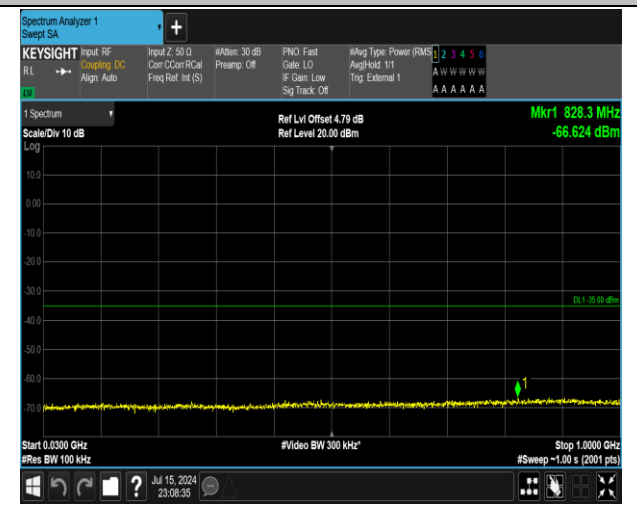 Spectrum Analyzer 1
Swept SA
+
KEYSIGHT Input: RF Input Z: 50 Ω #Atten: 30 dB PNO: Fast #Avg Type: Power (RMS 1 2 3 4 5 6
RL Coupling: DC Corr CCorr RCal Preamp: Off Gate: LO Avg|Hold: 1/1 A W W W W W
Align: Auto Freq Ref: Int (S) IF Gain: Low Trig: External 1
Sig Track: Off A A A A A A
1 Spectrum Ref Lvl Offset 4.79 dB Mkr1 828.3 MHz
Scale/Div 10 dB Ref Level 20.00 dBm -66.624 dBm
Log
10.0
0.00
-10.0
-20.0
-30.0
DL1 -35.00 dBm
-40.0
-50.0
-60.0
1
-70.0
Start 0.0300 GHz #Video BW 300 kHz* Stop 1.0000 GHz
#Res BW 100 kHz #Sweep ~1.00 s (2001 pts)
? Jul 15, 2024
23:08:35